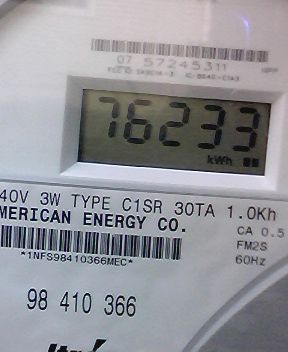 07 57245311
76233
kWh
40V 3W TYPE C1SR 30TA 1.0Kh
MERICAN ENERGY CO.
CA 0.5
FM2S
*1NFS98410366MEC*
60Hz
98 410 366